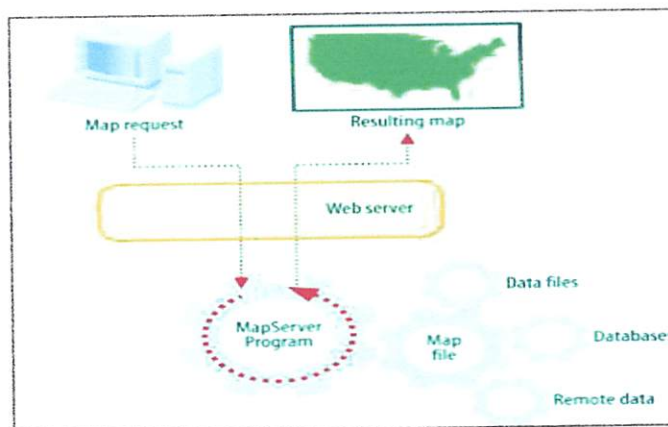 Map request
Resulting map
Web server
Data files
MapServer
Program
Map
file
Database
Remote data